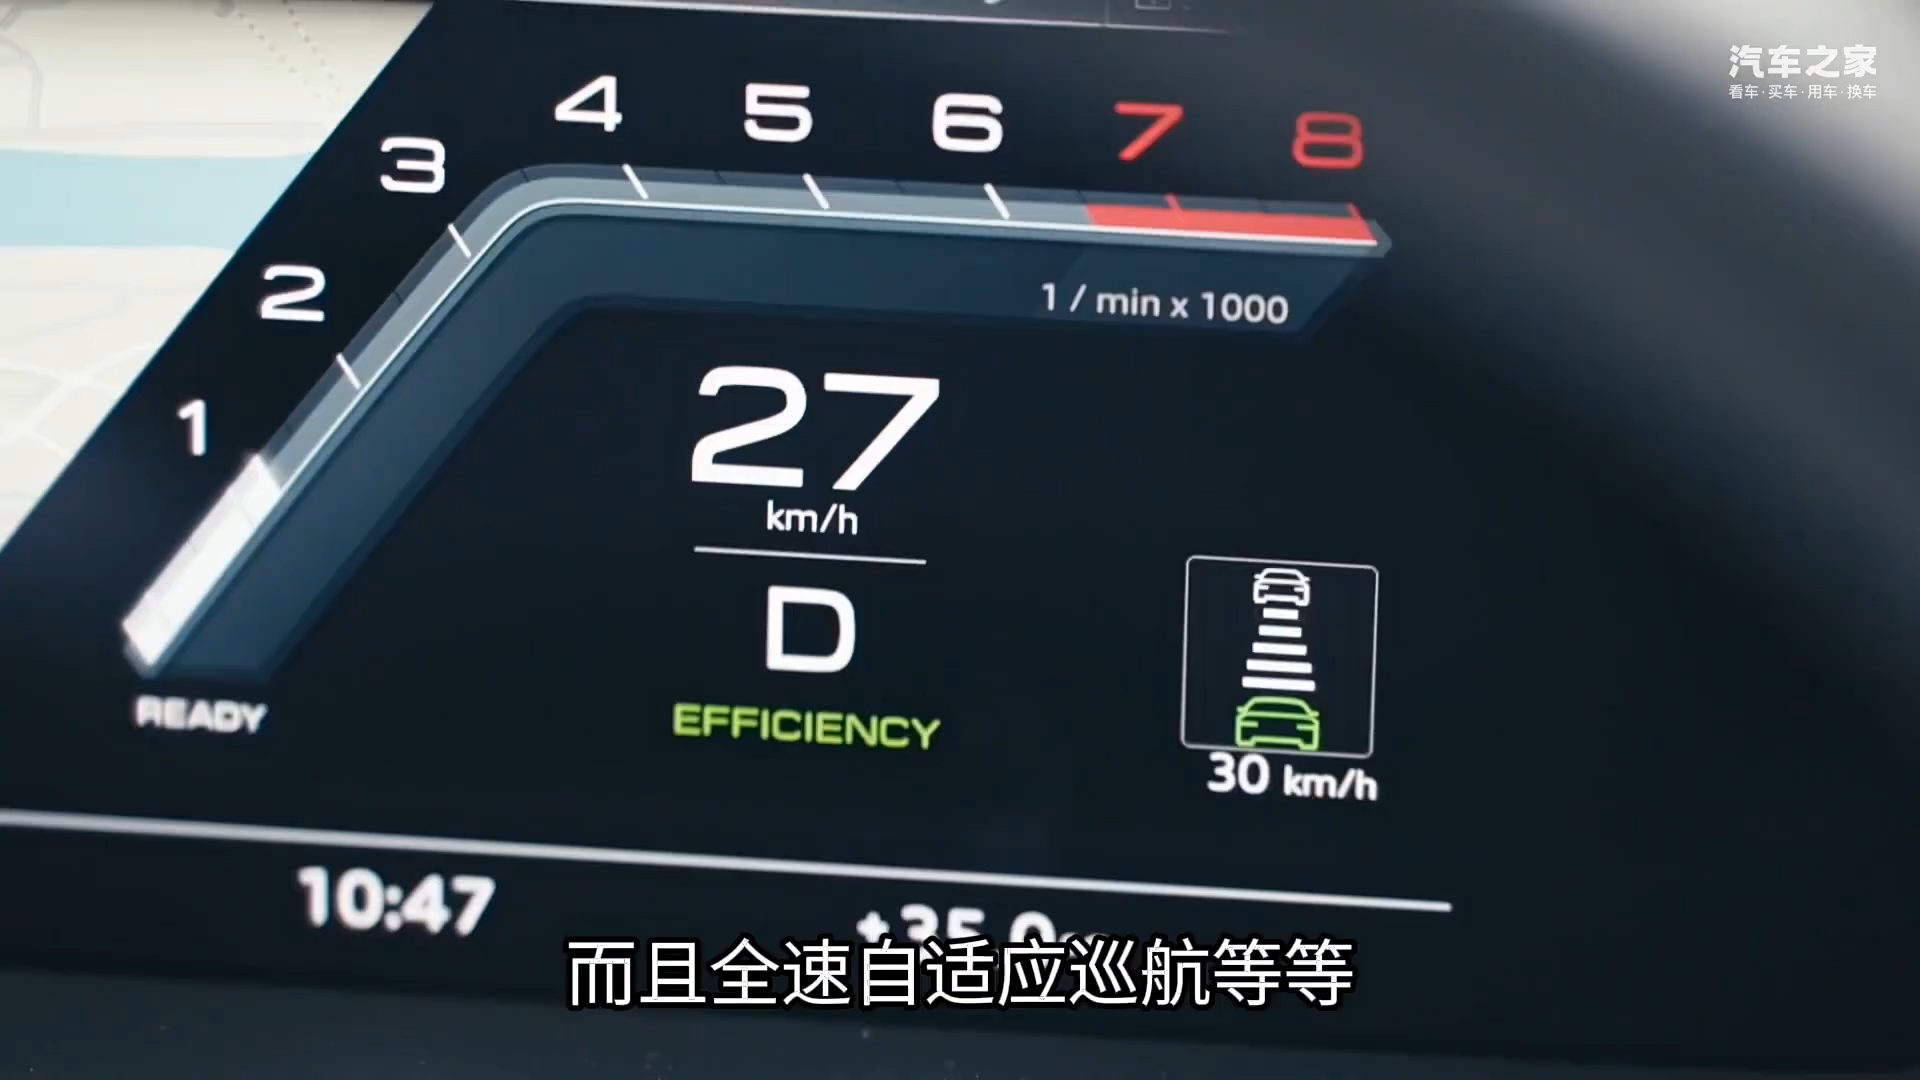 汽车之家
看车·买车·用车·换车
4 5 6 7 8
3
2
1
1 / min x 1000
27
km/h
D
READY
EFFICIENCY
30 km/h
10:47
+35.0
而且全速自适应巡航等等